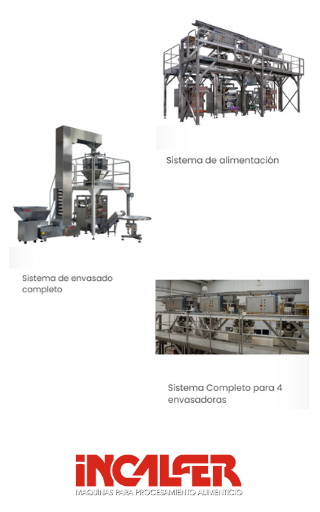 Sistema de alimentación
Sistema de envasado
completo
Sistema Completo para 4
envasadoras
INCALFER
MAQUINAS PARA PROCESAMIENTO ALIMENTICIO